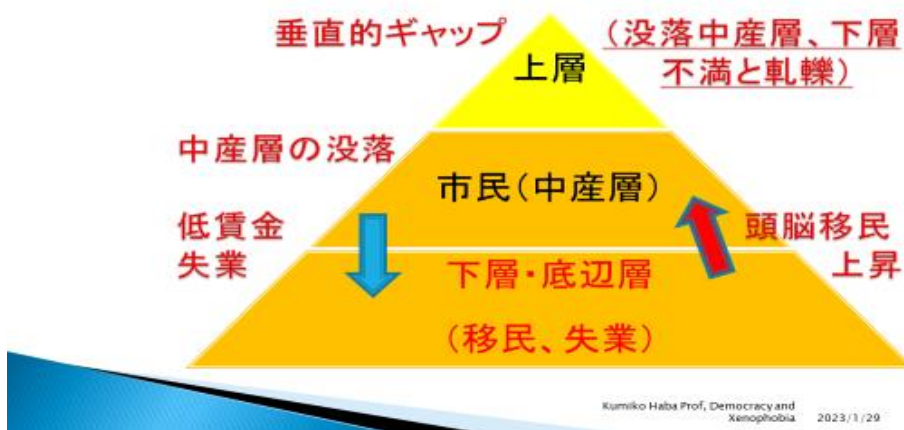 垂直的ギャップ
(没落中産層、下層
不満と軋轢)
上層
中産層の没落
市民(中産層)
低賃金
失業
頭脳移民
上昇
下層・底辺層
(移民、失業)
Kumiko Haba Prof, Democracy and
Xenophobia
2023/1/29